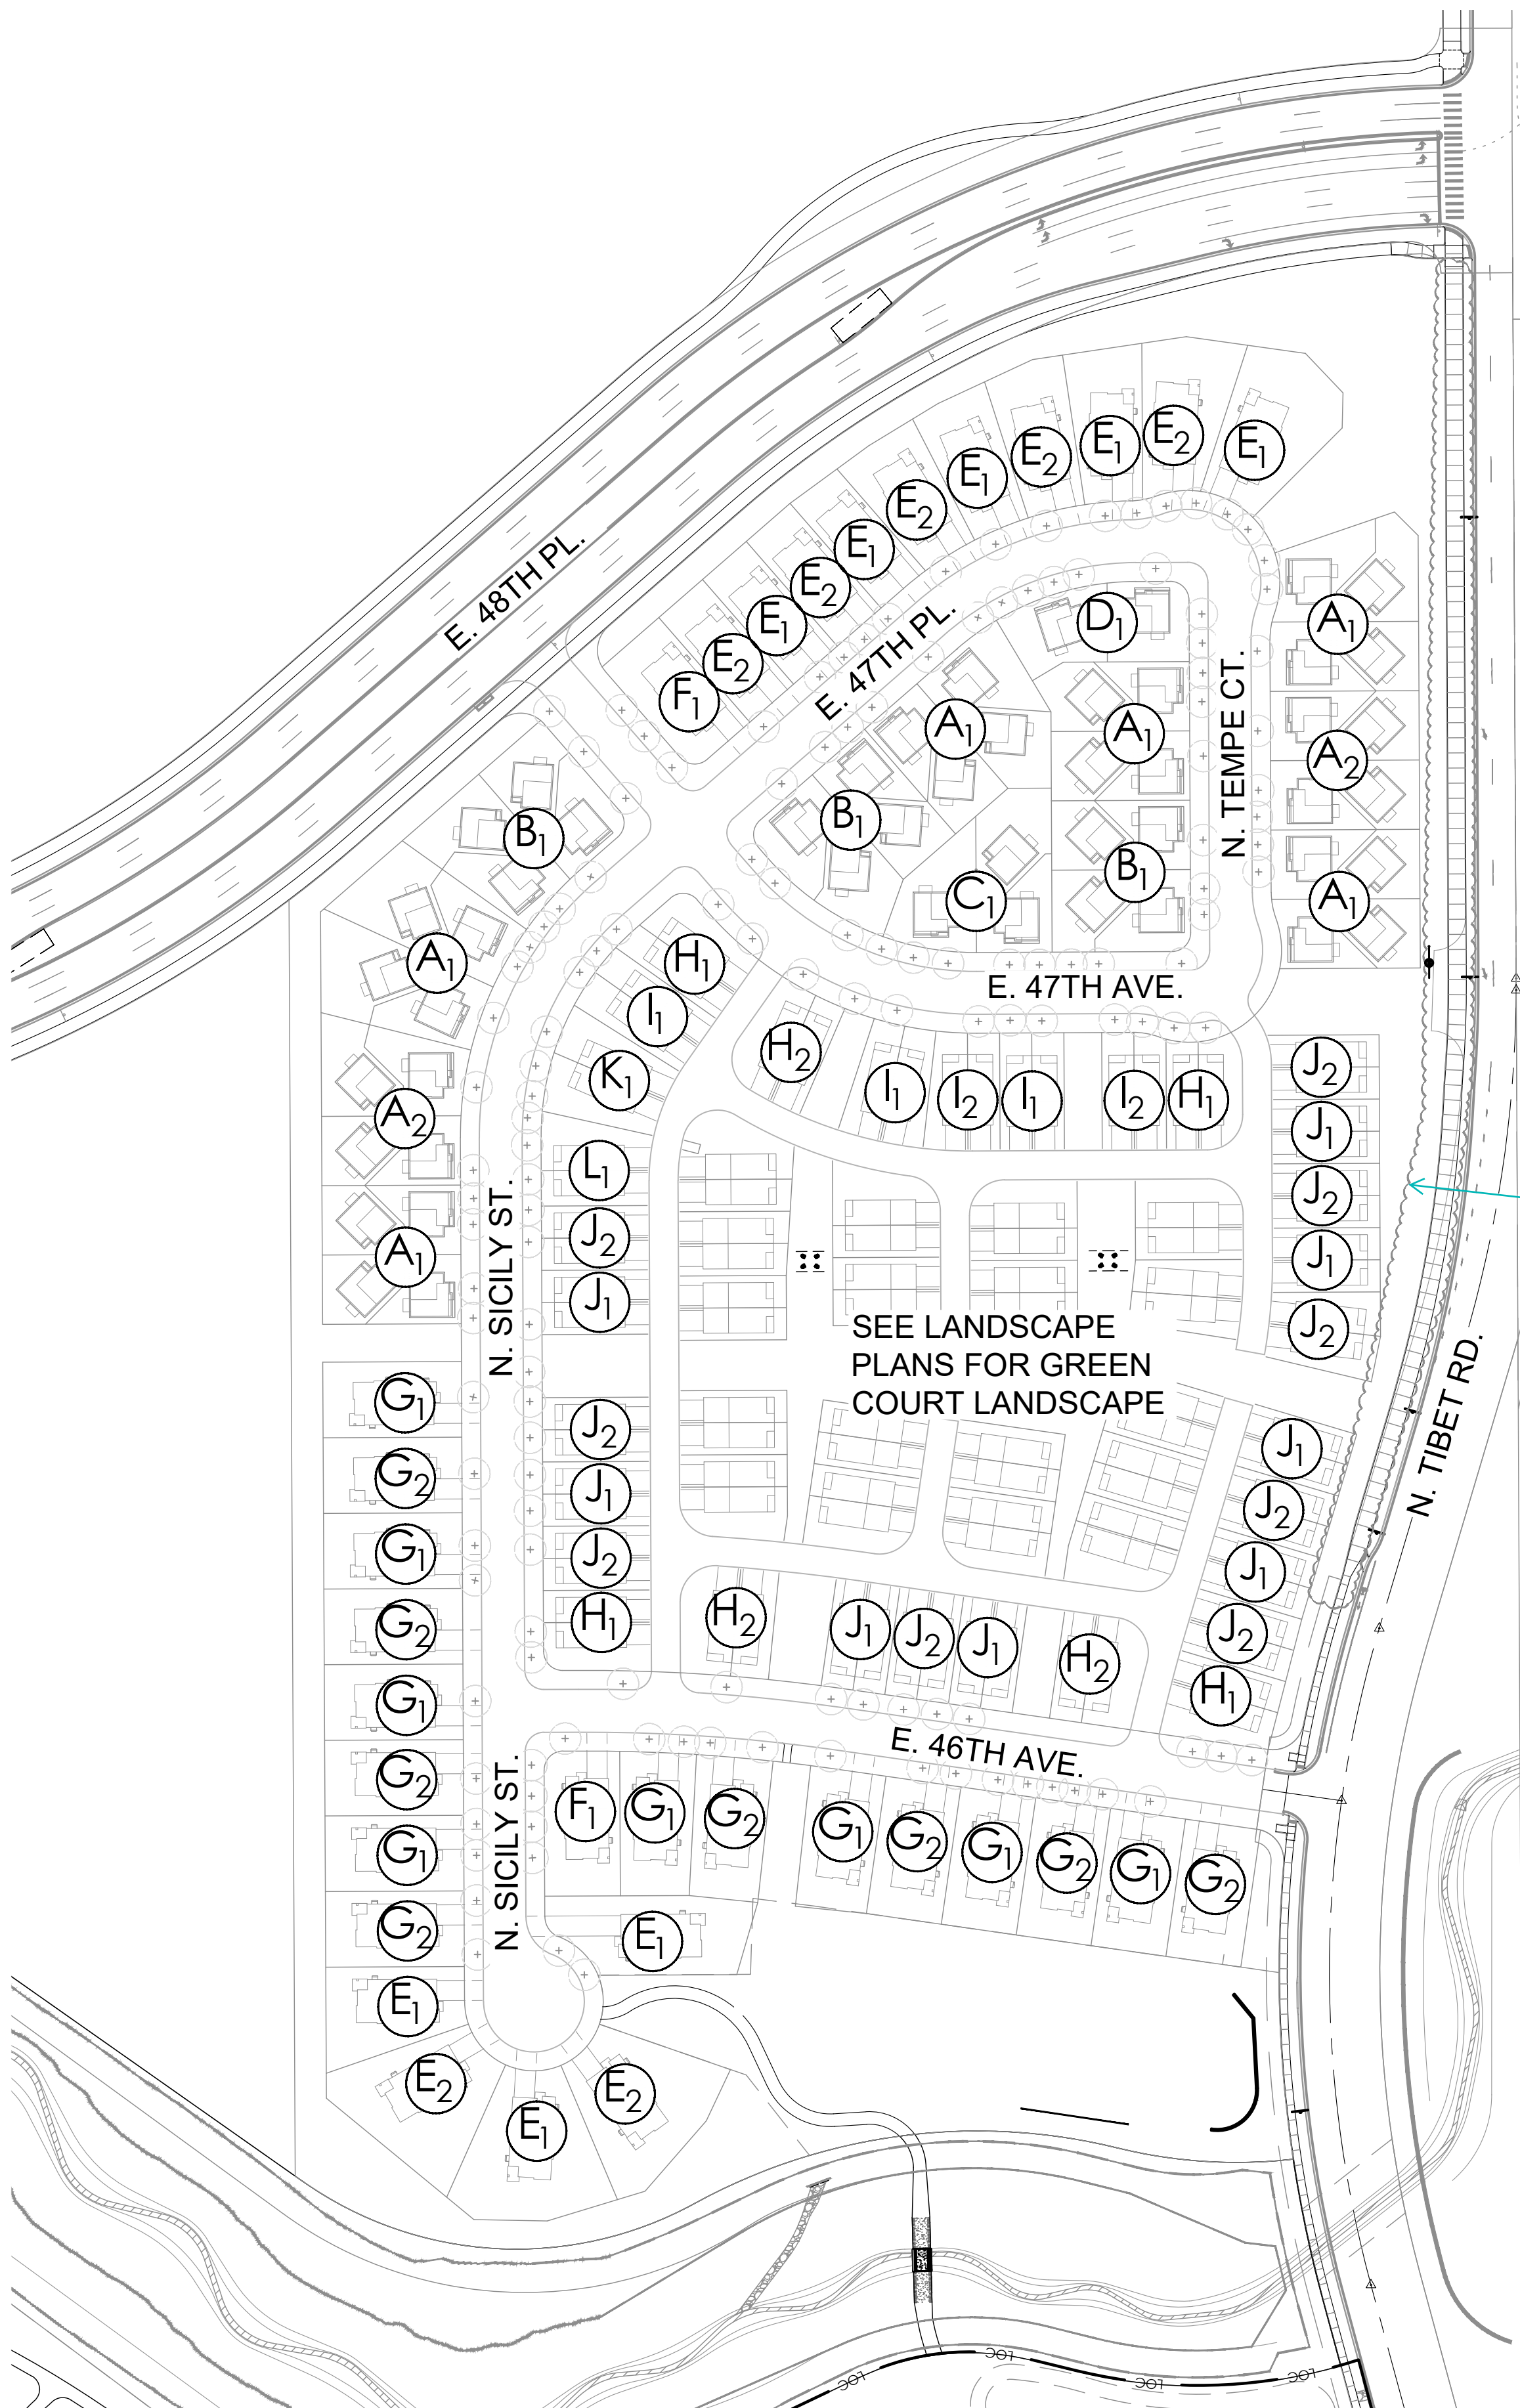 E1
E2
E1
E2
E1
E2
E1
E2
E1
E2
F1
E. 48TH PL.
E. 47TH PL.
D1
A1
N. TEMPE CT.
A1
A1
A2
B1
B1
B1
C1
A1
A1
H1
E. 47TH AVE.
I1
H2
K1
I1
I2
I1
I2
H1
J2
A2
J1
L1
J2
N. SICILY ST.
J2
A1
J1
J1
J2
SEE LANDSCAPE
PLANS FOR GREEN
COURT LANDSCAPE
N. TIBET RD.
G1
J2
J1
G2
J1
J2
G1
J2
J1
G2
H1
H2
J1
J2
J1
H2
J2
G1
H1
E. 46TH AVE.
N. SICILY ST.
G2
F1
G1
G2
G1
G2
G1
G2
G1
G2
G1
G2
E1
E1
E2
E1
E2
LOC
LOC
LOC
LOC